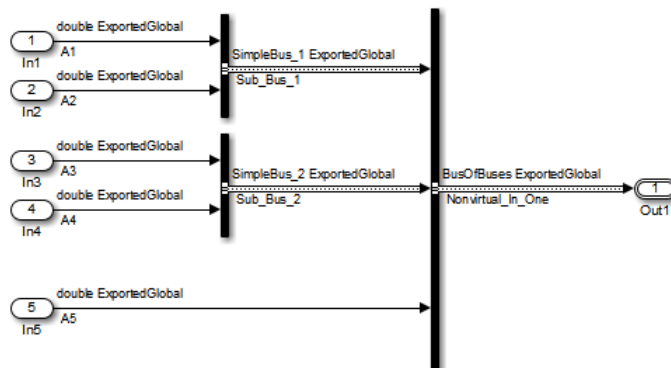 double ExportedGlobal
1
A1
In1
SimpleBus_1 ExportedGlobal
double ExportedGlobal
Sub_Bus_1
2
A2
In2
double ExportedGlobal
3
A3
In3
SimpleBus_2 ExportedGlobal
BusOfBuses ExportedGlobal
double ExportedGlobal
Sub_Bus_2
Nonvirtual_In_One
1
Out1
4
A4
In4
double ExportedGlobal
5
A5
In5